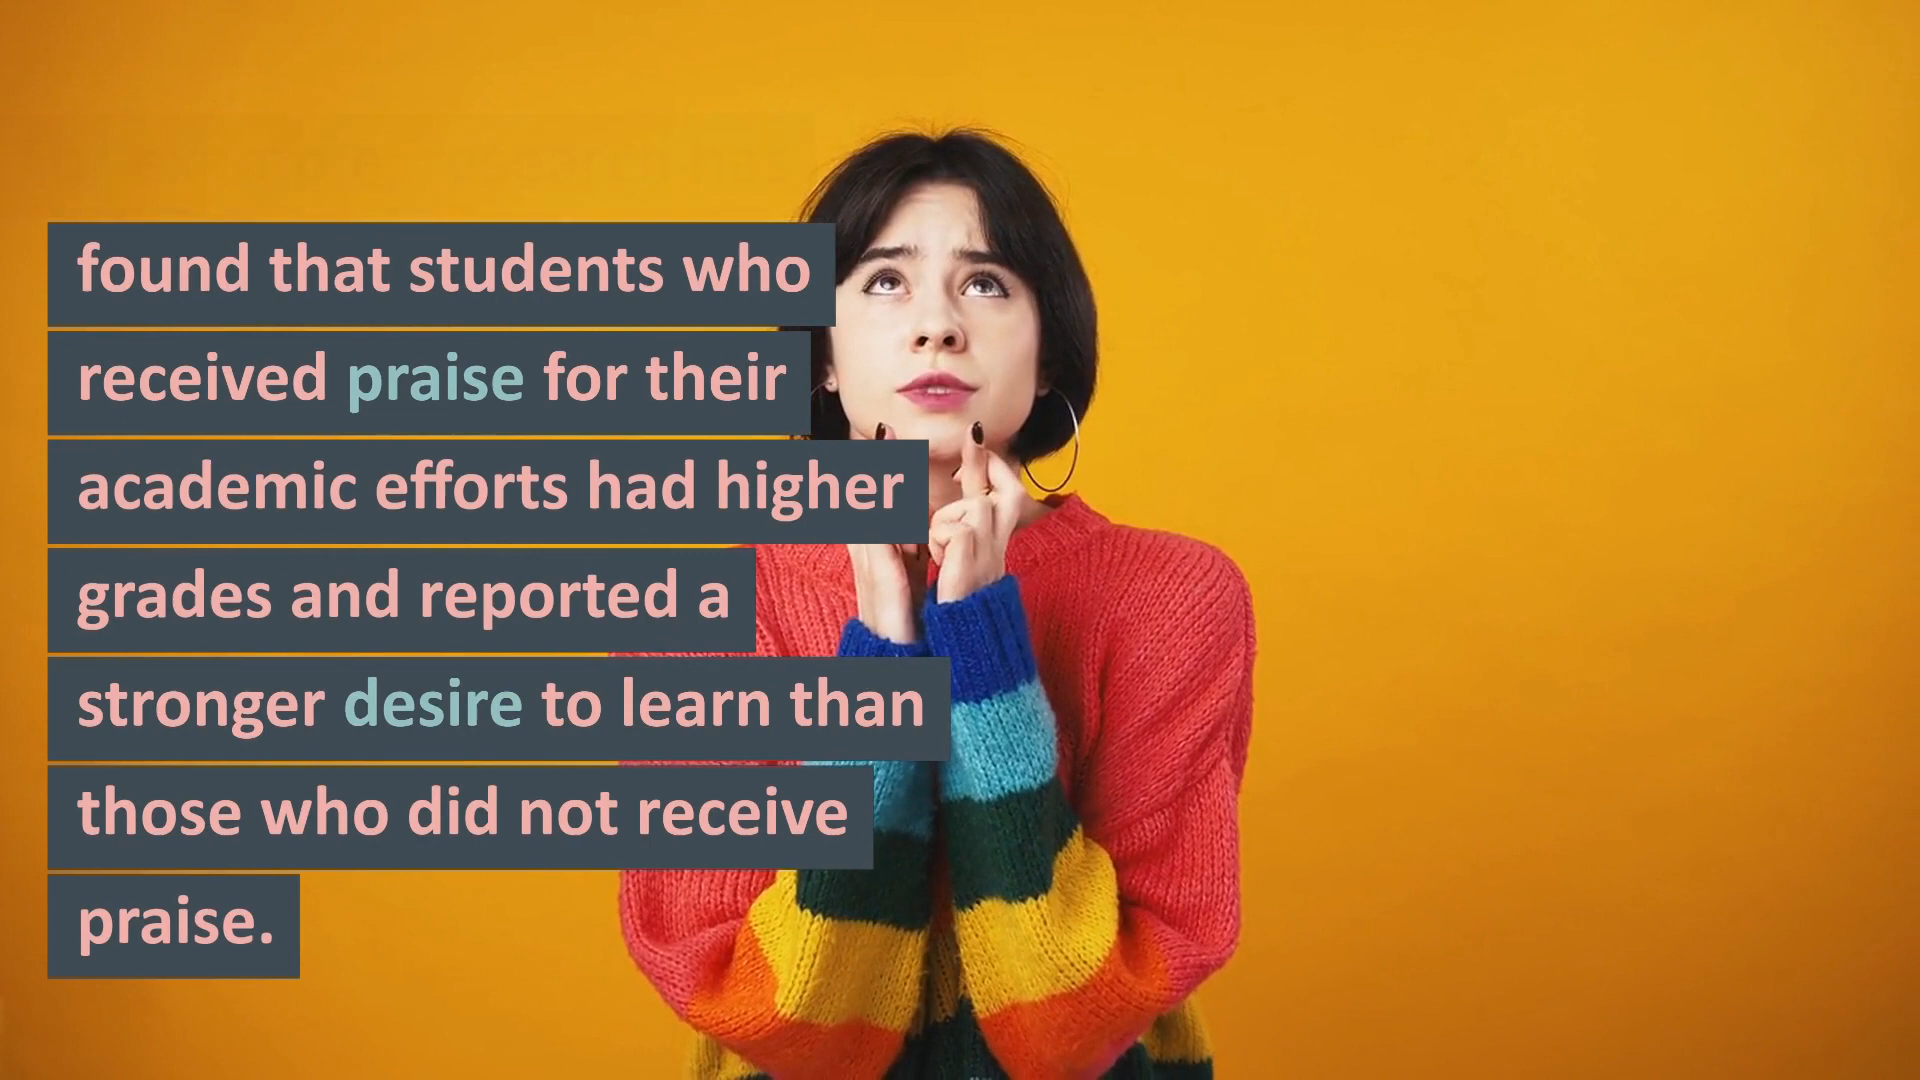 found that students who
received praise for their
academic efforts had higher
grades and reported a
stronger desire to learn than
those who did not receive
praise.